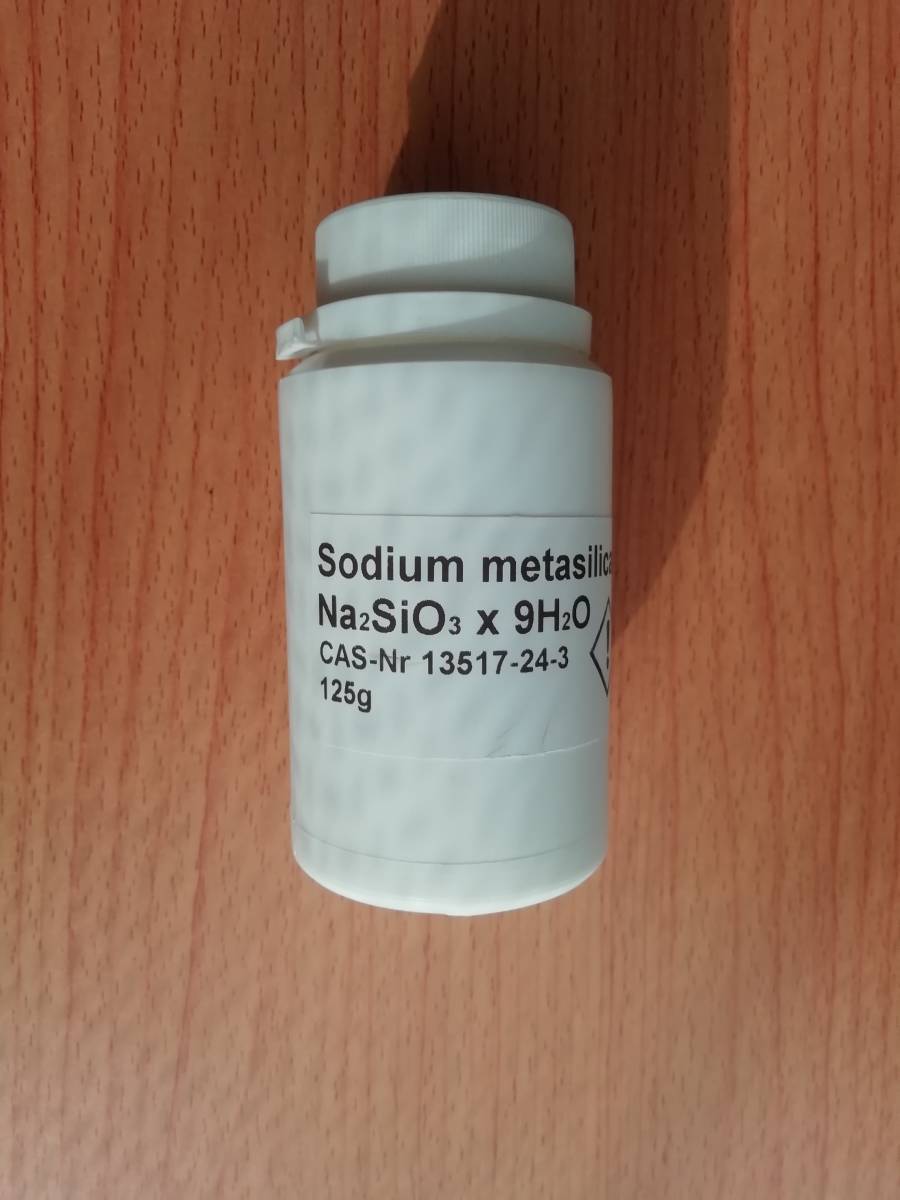 Sodium metasilica
Na₂SiO₃ x 9H₂O
CAS-Nr 13517-24-3
125g